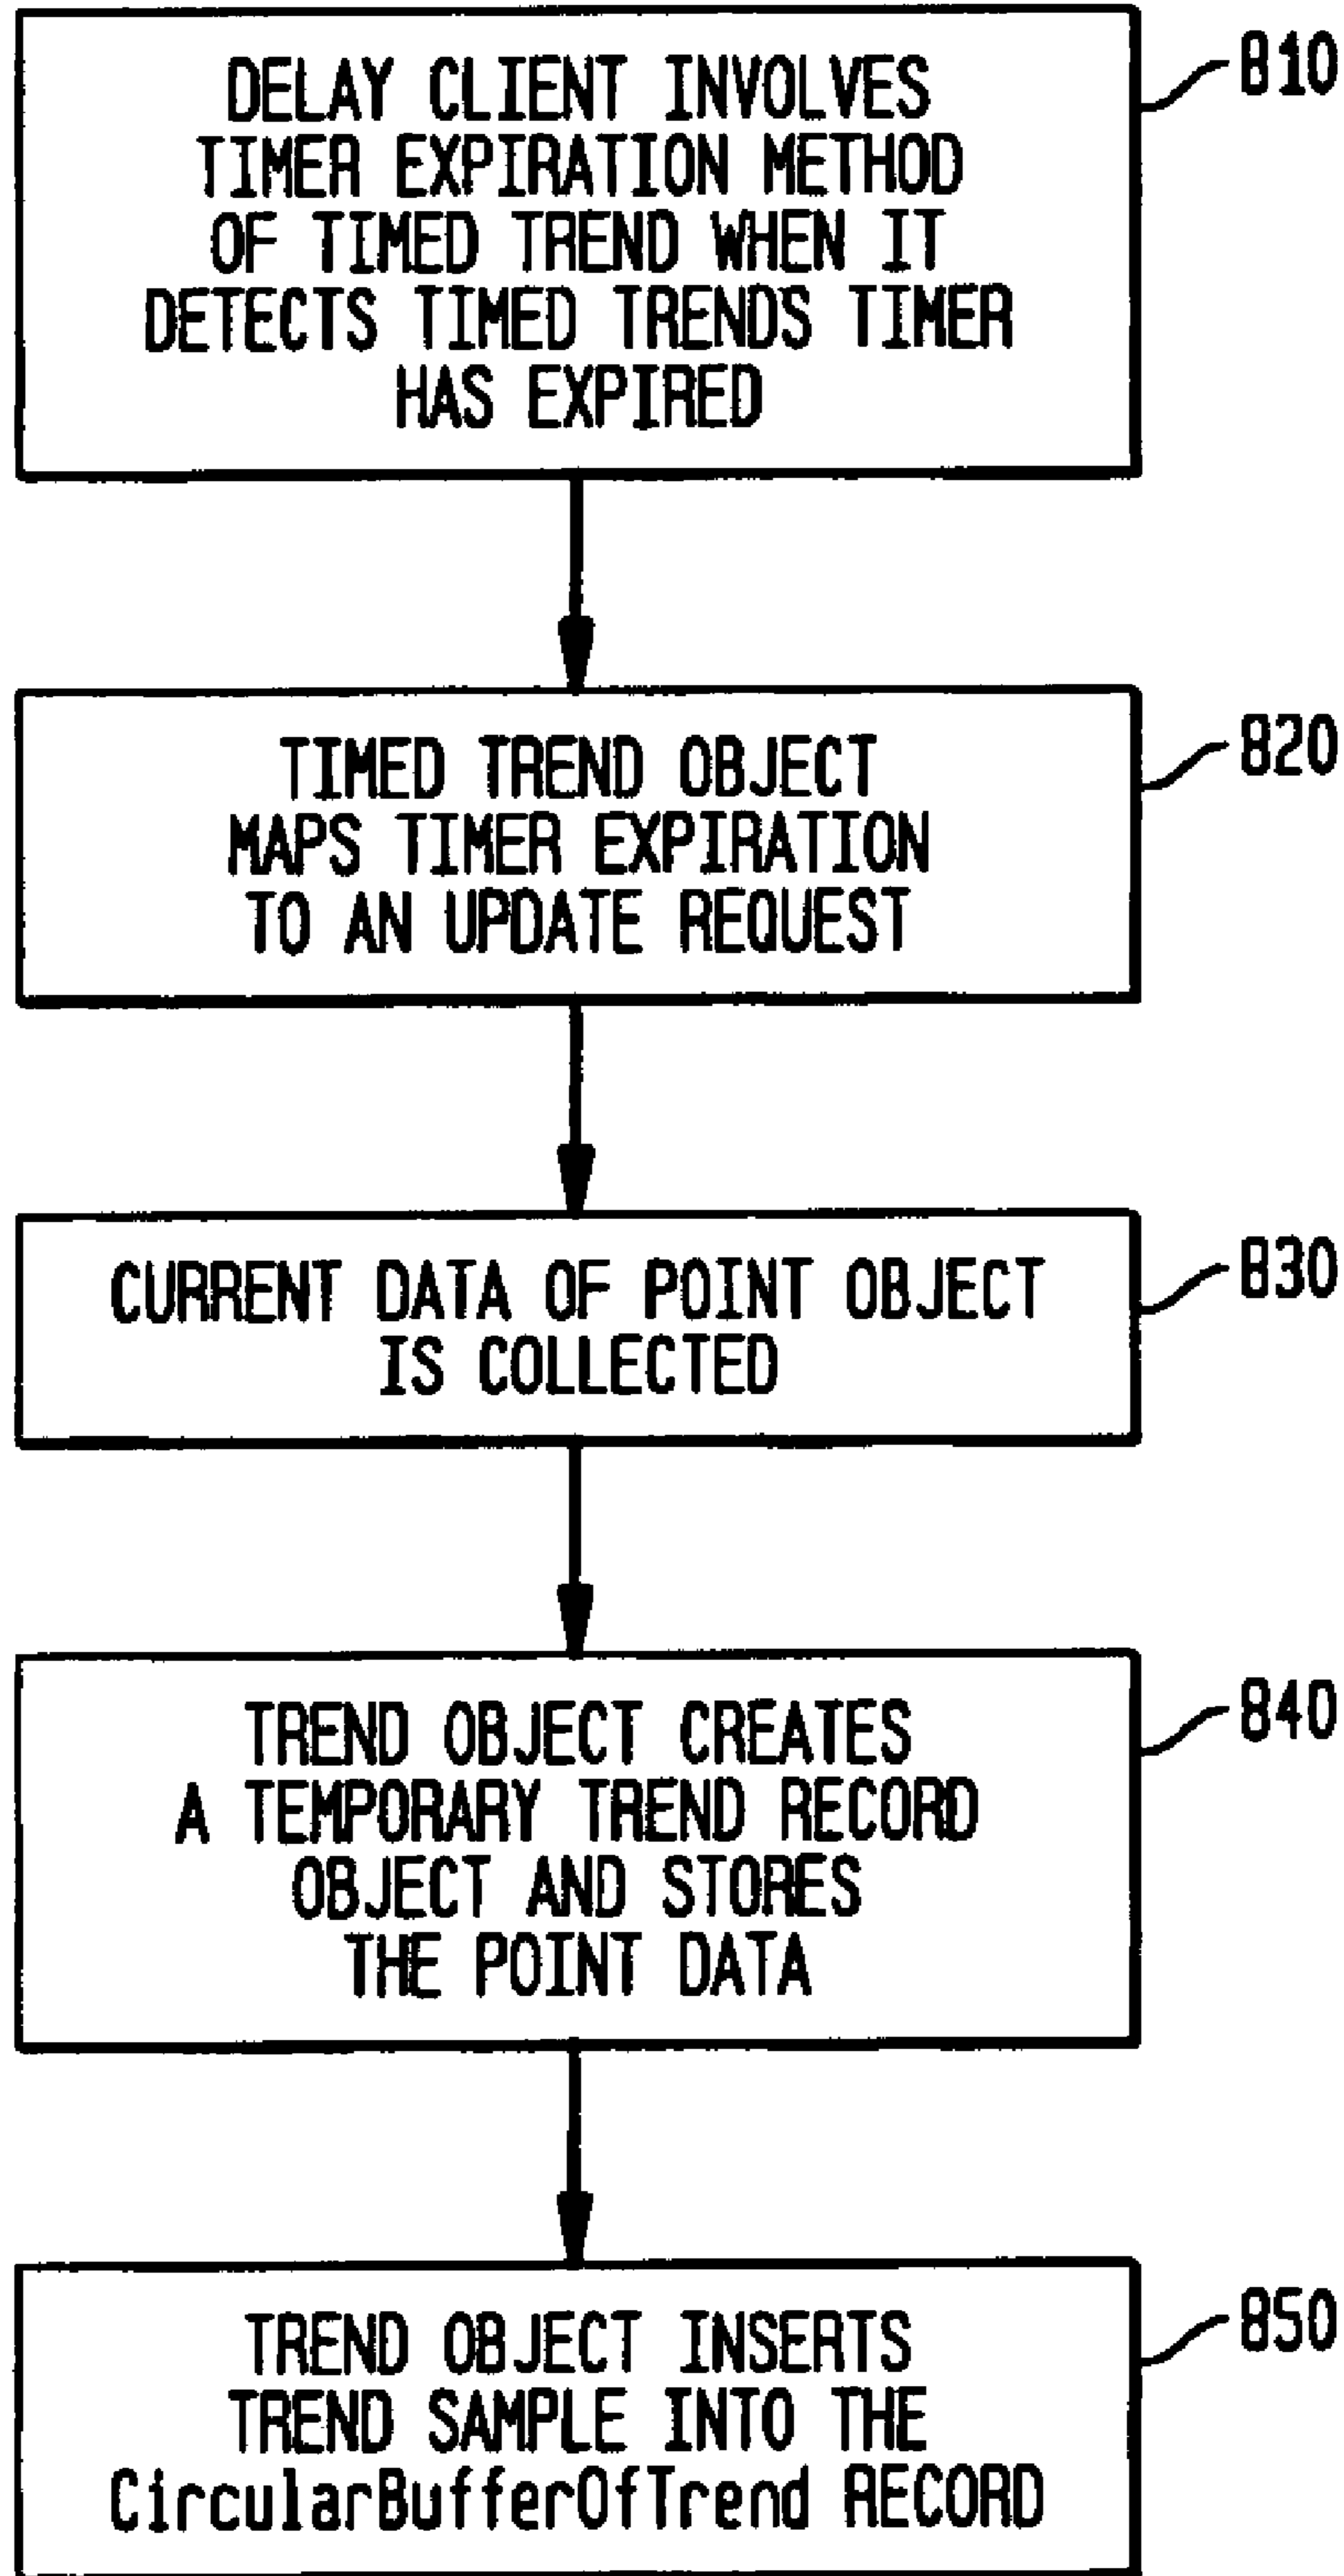 DELAY CLIENT INVOLVES
TIMER EXPIRATION METHOD
OF TIMED TREND WHEN IT
DETECTS TIMED TRENDS TIMER
HAS EXPIRED
810
TIMED TREND OBJECT
MAPS TIMER EXPIRATION
TO AN UPDATE REQUEST
820
CURRENT DATA OF POINT OBJECT
IS COLLECTED
830
TREND OBJECT CREATES
A TEMPORARY TREND RECORD
OBJECT AND STORES
THE POINT DATA
840
TREND OBJECT INSERTS
TREND SAMPLE INTO THE
CircularBufferOfTrend RECORD
850